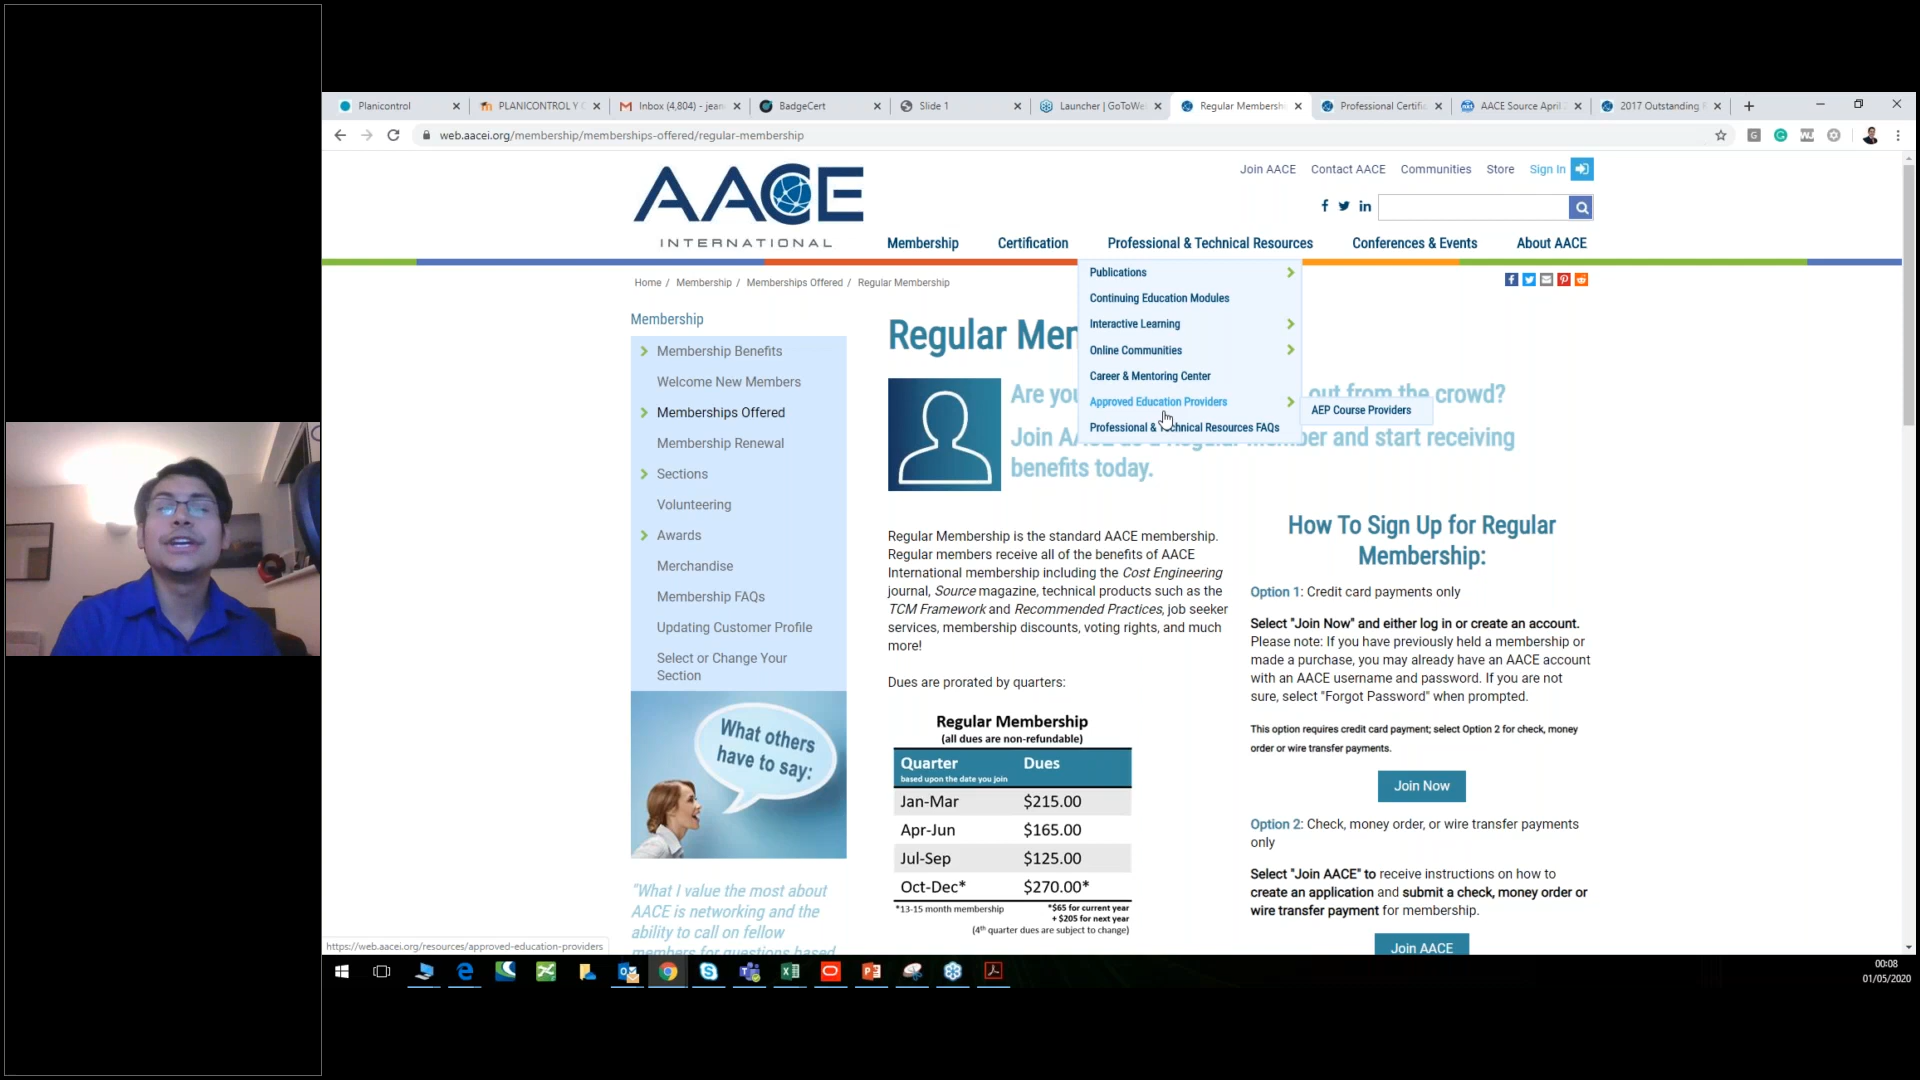 Planicontrol
PLANICONTROL Y
Inbox (4,804) - jean
BadgeCert
Slide 1
Launcher | GoToWe
Regular Membersh
Professional Certific
AACE Source April
2017 Outstanding
web.aacei.org/membership/memberships-offered/regular-membership
AACE
INTERNATIONAL
Join AACE
Contact AACE
Communities
Store
Sign In
Membership
Certification
Professional & Technical Resources
Conferences & Events
About AACE
Home / Membership / Memberships Offered / Regular Membership
Publications
Continuing Education Modules
Interactive Learning
Online Communities
Career & Mentoring Center
Approved Education Providers
AEP Course Providers
Professional & Technical Resources FAQs
Membership
Membership Benefits
Welcome New Members
Memberships Offered
Membership Renewal
Sections
Volunteering
Awards
Merchandise
Membership FAQs
Updating Customer Profile
Select or Change Your
Section
What others
have to say:
"What I value the most about
AACE is networking and the
ability to call on fellow
members for questions based
Regular Mem
Are you out from the crowd?
Join AACE as a Regular Member and start receiving
benefits today.
Regular Membership is the standard AACE membership.
Regular members receive all of the benefits of AACE
International membership including the Cost Engineering
journal, Source magazine, technical products such as the
TCM Framework and Recommended Practices, job seeker
services, membership discounts, voting rights, and much
more!
Dues are prorated by quarters:
Regular Membership
(all dues are non-refundable)
Quarter Dues
based upon the date you join
Jan-Mar $215.00
Apr-Jun $165.00
Jul-Sep $125.00
Oct-Dec* $270.00*
*13-15 month membership *$65 for current year
+ $205 for next year
(4th quarter dues are subject to change)
How To Sign Up for Regular
Membership:
Option 1: Credit card payments only
Select "Join Now" and either log in or create an account.
Please note: If you have previously held a membership or
made a purchase, you may already have an AACE account
with an AACE username and password. If you are not
sure, select "Forgot Password" when prompted.
This option requires credit card payment; select Option 2 for check, money
order or wire transfer payments.
Join Now
Option 2: Check, money order, or wire transfer payments
only
Select "Join AACE" to receive instructions on how to
create an application and submit a check, money order or
wire transfer payment for membership.
Join AACE
https://web.aacei.org/resources/approved-education-providers
00:08
01/05/2020